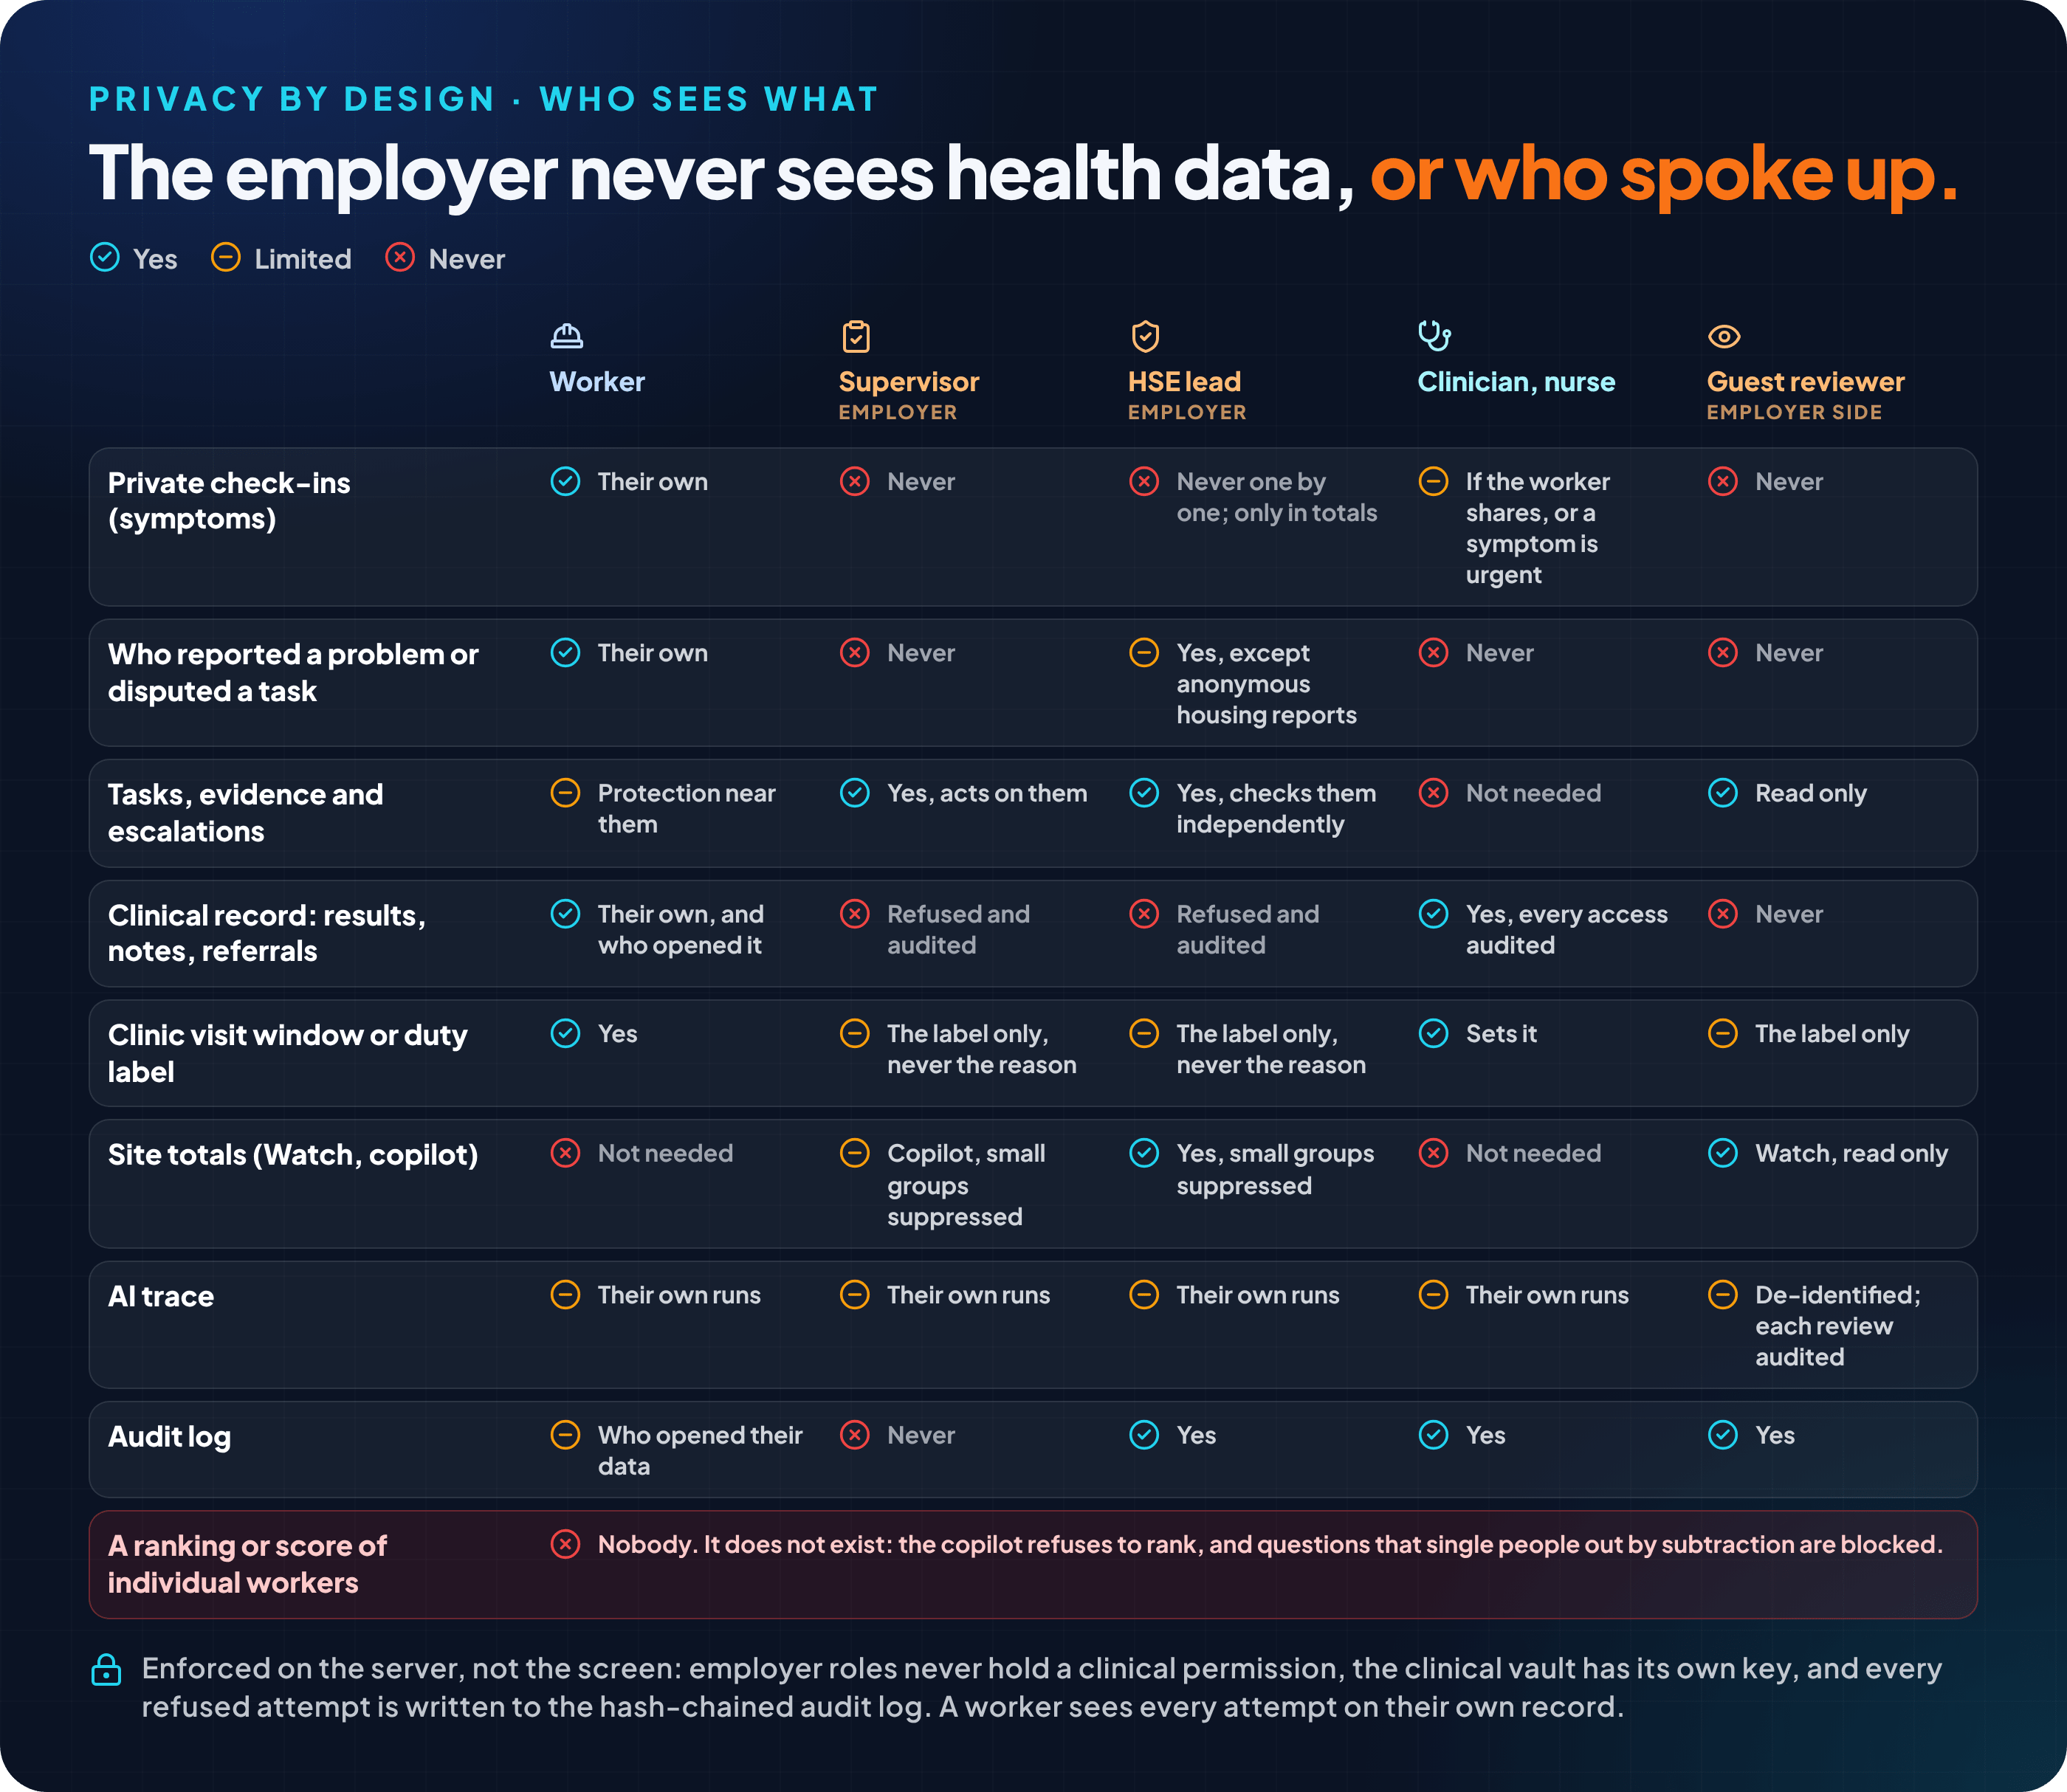 PRIVACY BY DESIGN · WHO SEES WHAT
The employer never sees health data, or who spoke up.
Yes Limited Never
Worker
Supervisor
EMPLOYER
HSE lead
EMPLOYER
Clinician, nurse
Guest reviewer
EMPLOYER SIDE
Private check-ins
(symptoms)
Their own
Never
Never one by
one; only in totals
If the worker
shares, or a
symptom is
urgent
Never
Who reported a problem or
disputed a task
Their own
Never
Yes, except
anonymous
housing reports
Never
Never
Tasks, evidence and
escalations
Protection near
them
Yes, acts on them
Yes, checks them
independently
Not needed
Read only
Clinical record: results,
notes, referrals
Their own, and
who opened it
Refused and
audited
Refused and
audited
Yes, every access
audited
Never
Clinic visit window or duty
label
Yes
The label only,
never the reason
The label only,
never the reason
Sets it
The label only
Site totals (Watch, copilot)
Not needed
Copilot, small
groups
suppressed
Yes, small groups
suppressed
Not needed
Watch, read only
AI trace
Their own runs
Their own runs
Their own runs
Their own runs
De-identified;
each review
audited
Audit log
Who opened their
data
Never
Yes
Yes
Yes
A ranking or score of
individual workers
Nobody. It does not exist: the copilot refuses to rank, and questions that single people out by subtraction are blocked.
Enforced on the server, not the screen: employer roles never hold a clinical permission, the clinical vault has its own key, and every
refused attempt is written to the hash-chained audit log. A worker sees every attempt on their own record.